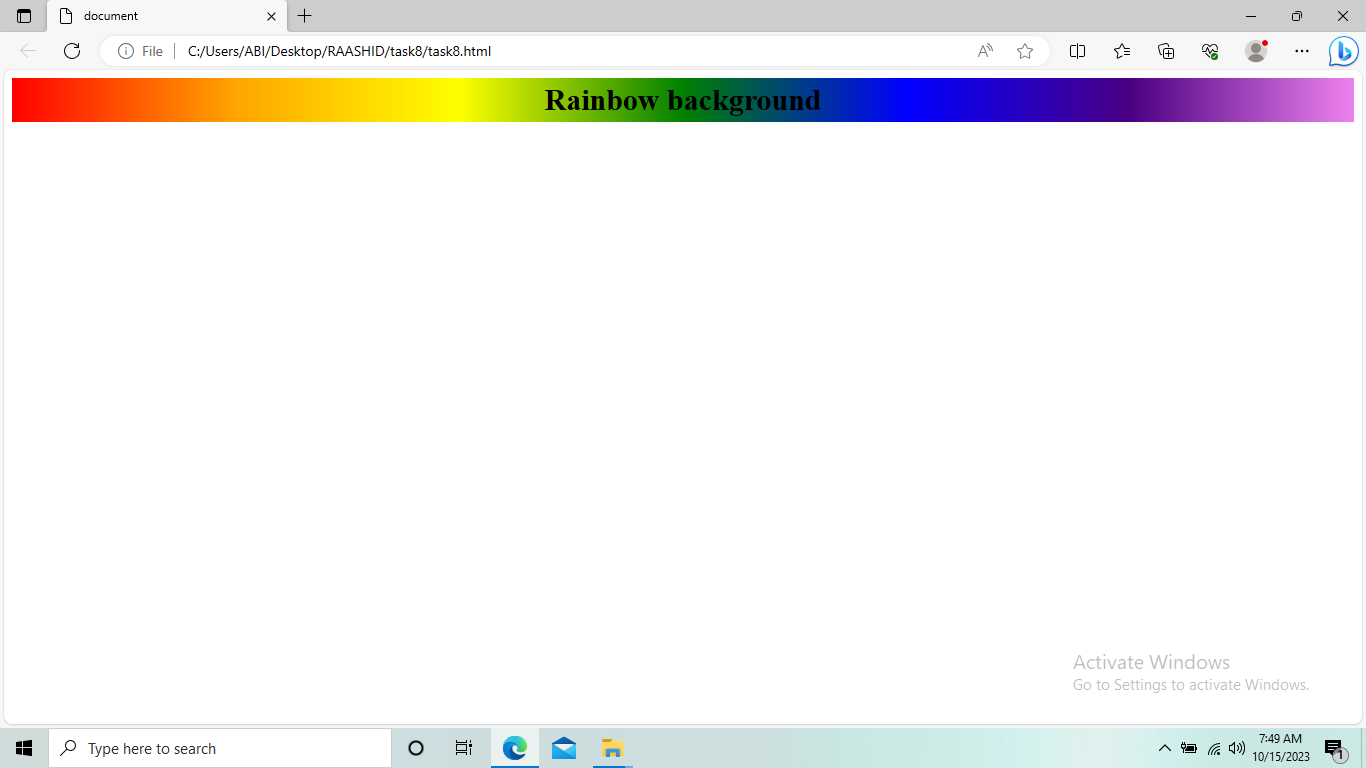 document
File
C:/Users/ABI/Desktop/RAASHID/task8/task8.html
Rainbow background
Activate Windows
Go to Settings to activate Windows.
Type here to search
7:49 AM
10/15/2023
1